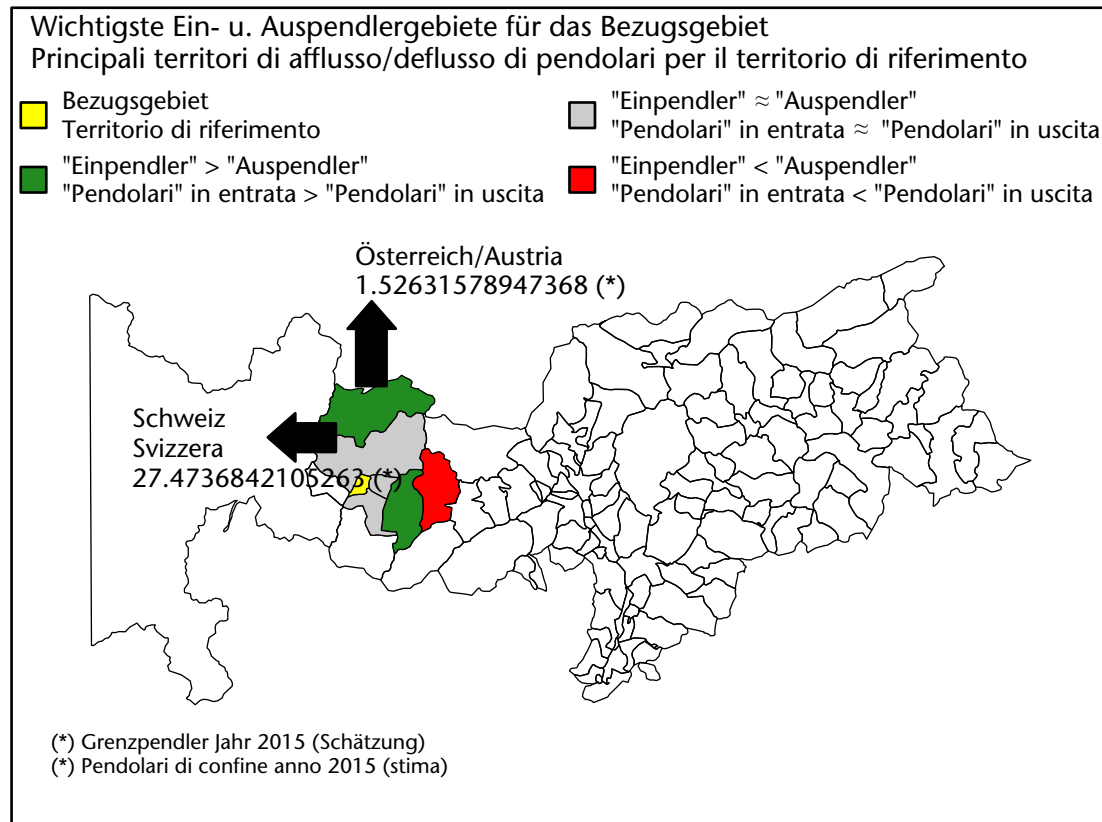 Wichtigste Ein- u. Auspendlergebiete für das Bezugsgebiet
Principali territori di afflusso/deflusso di pendolari per il territorio di riferimento
Bezugsgebiet
Territorio di riferimento
"Einpendler" ≈ "Auspendler"
"Pendolari" in entrata ≈ "Pendolari" in uscita
"Einpendler" > "Auspendler"
"Pendolari" in entrata > "Pendolari" in uscita
"Einpendler" < "Auspendler"
"Pendolari" in entrata < "Pendolari" in uscita
Österreich/Austria
1.52631578947368 (*)
Schweiz
Svizzera
27.4736842105263 (*)
(*) Grenzpendler Jahr 2015 (Schätzung)
(*) Pendolari di confine anno 2015 (stima)